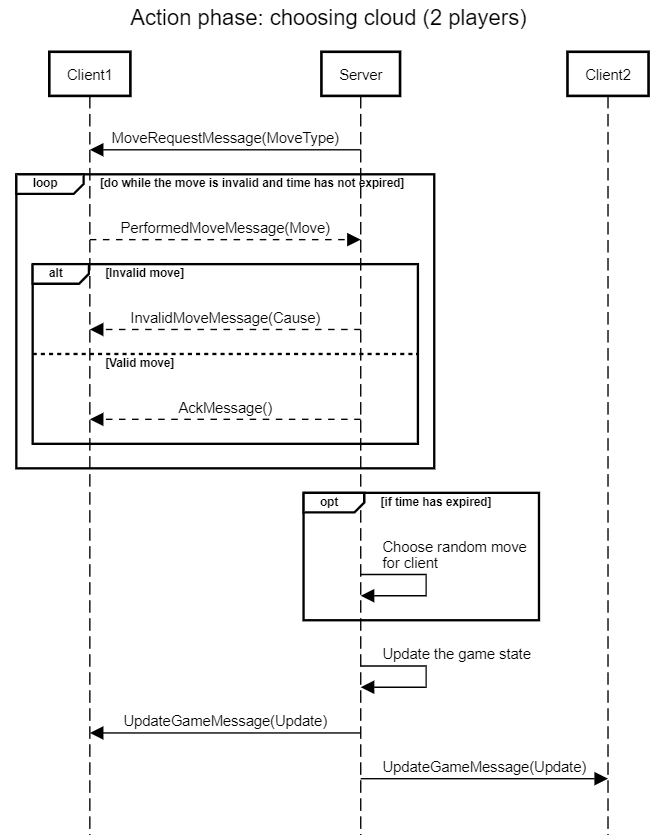 Action phase: choosing cloud (2 players)
Client1
Server
Client2
MoveRequestMessage(MoveType)
loop
[do while the move is invalid and time has not expired]
PerformedMoveMessage(Move)
alt
[Invalid move]
InvalidMoveMessage(Cause)
[Valid move]
AckMessage()
opt
[if time has expired]
Choose random move
for client
Update the game state
UpdateGameMessage(Update)
UpdateGameMessage(Update)